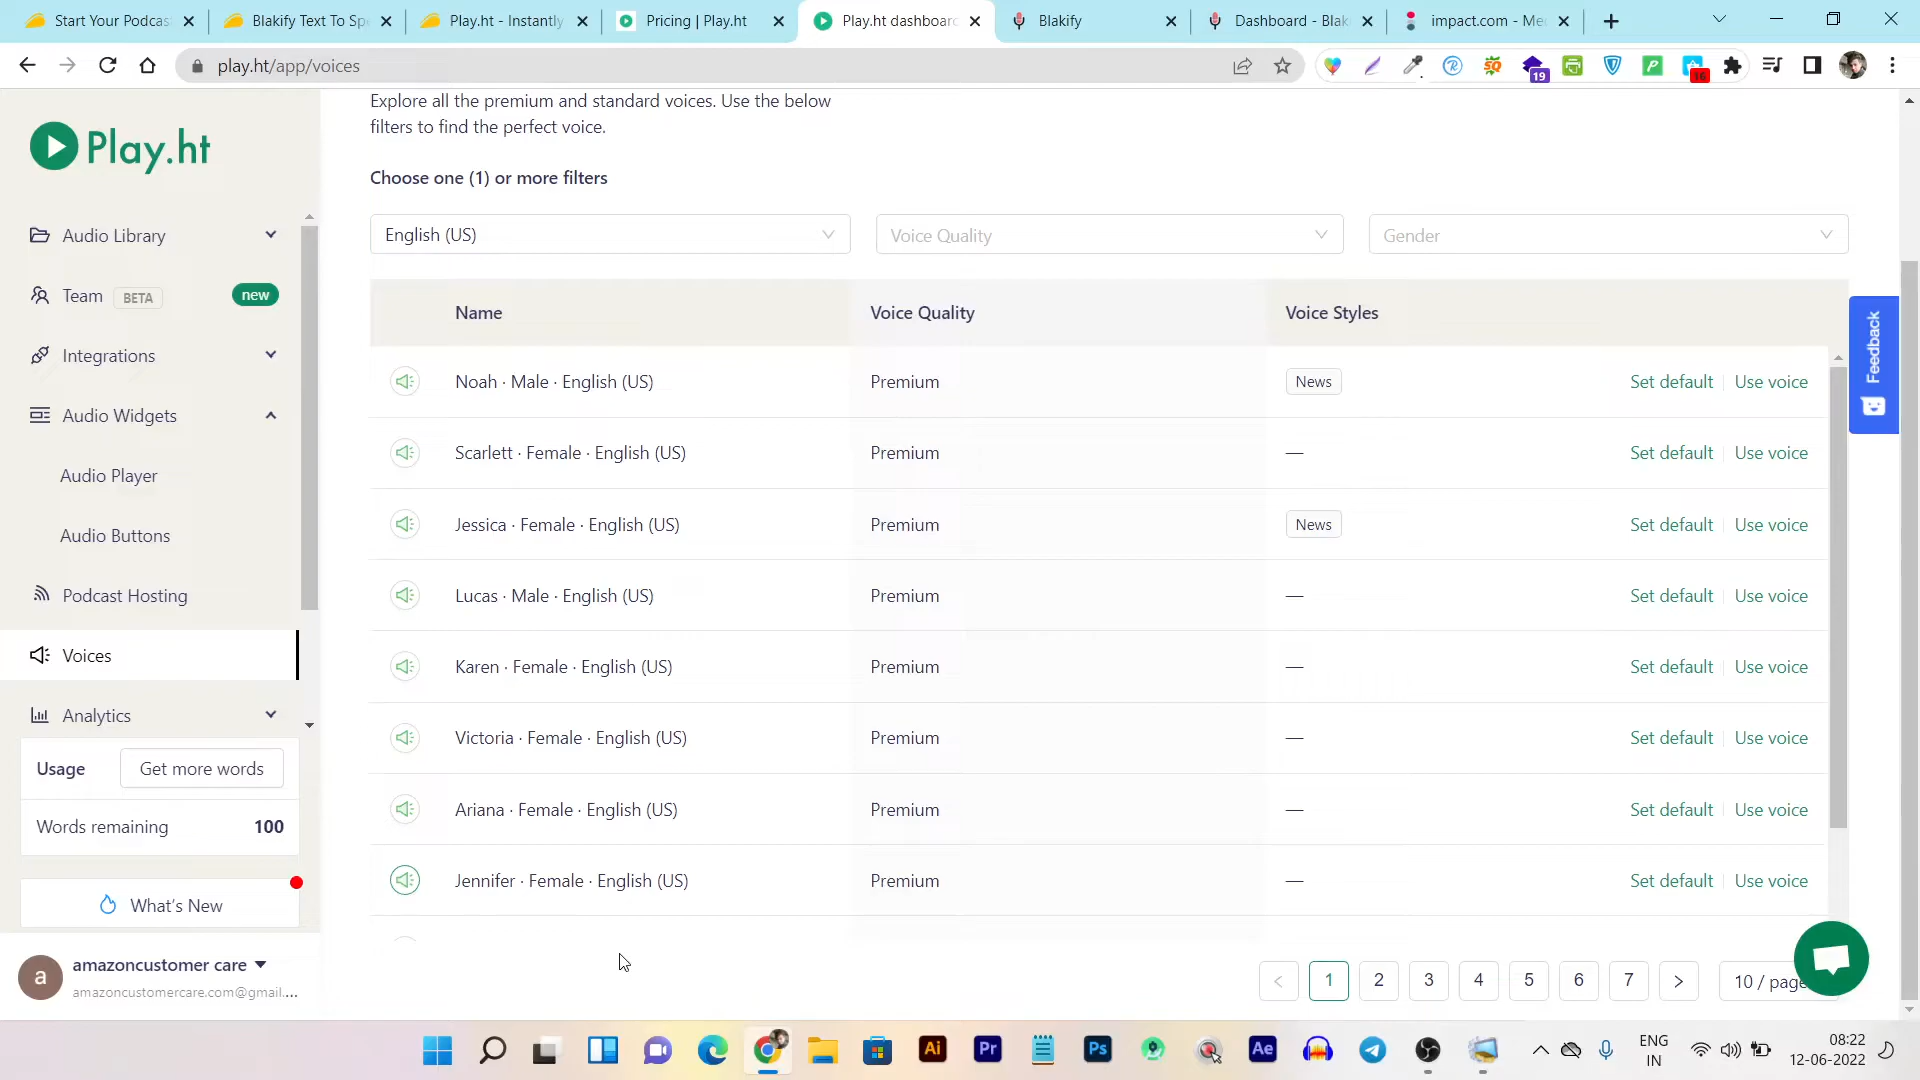 Start Your Podcas
Blakify Text To Sp
Play.ht - Instantly
Pricing | Play.ht
Play.ht dashboard
Blakify
Dashboard - Blak
impact.com - Me
play.ht/app/voices
19
16
Play.ht
Audio Library
Team BETA new
Integrations
Audio Widgets
Audio Player
Audio Buttons
Podcast Hosting
Voices
Analytics
Usage Get more words
Words remaining 100
What's New
a
amazoncustomer care
amazoncustomercare.com@gmail....
Explore all the premium and standard voices. Use the below
filters to find the perfect voice.
Choose one (1) or more filters
English (US) Voice Quality Gender
Name Voice Quality Voice Styles
Noah · Male · English (US) Premium News Set default Use voice
Scarlett · Female · English (US) Premium — Set default Use voice
Jessica · Female · English (US) Premium News Set default Use voice
Lucas · Male · English (US) Premium — Set default Use voice
Karen · Female · English (US) Premium — Set default Use voice
Victoria · Female · English (US) Premium — Set default Use voice
Ariana · Female · English (US) Premium — Set default Use voice
Jennifer · Female · English (US) Premium — Set default Use voice
< 1 2 3 4 5 6 7 > 10 / page
Feedback
Ai
Pr
Ps
Ae
ENG
IN
08:22
12-06-2022